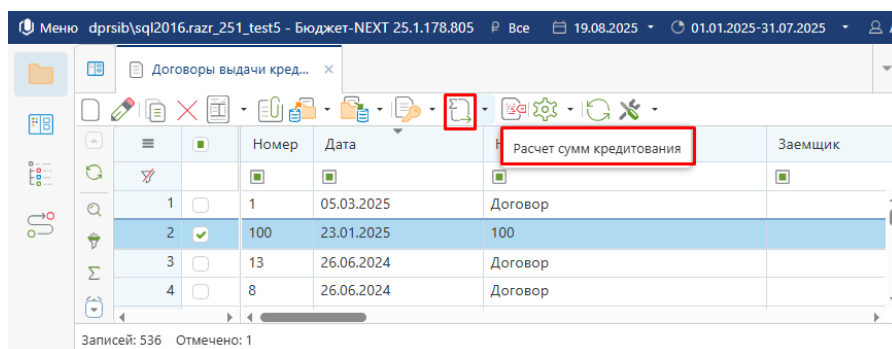 Меню dprsib\sql2016.razr_251_test5 - Бюджет-NEXT 25.1.178.805 ₽ Все 19.08.2025 01.01.2025-31.07.2025
Договоры выдачи кред...
Номер Дата Заемщик
Расчет сумм кредитования
1 1 05.03.2025 Договор
2 100 23.01.2025 100
3 13 26.06.2024 Договор
4 8 26.06.2024 Договор
Записей: 536 Отмечено: 1